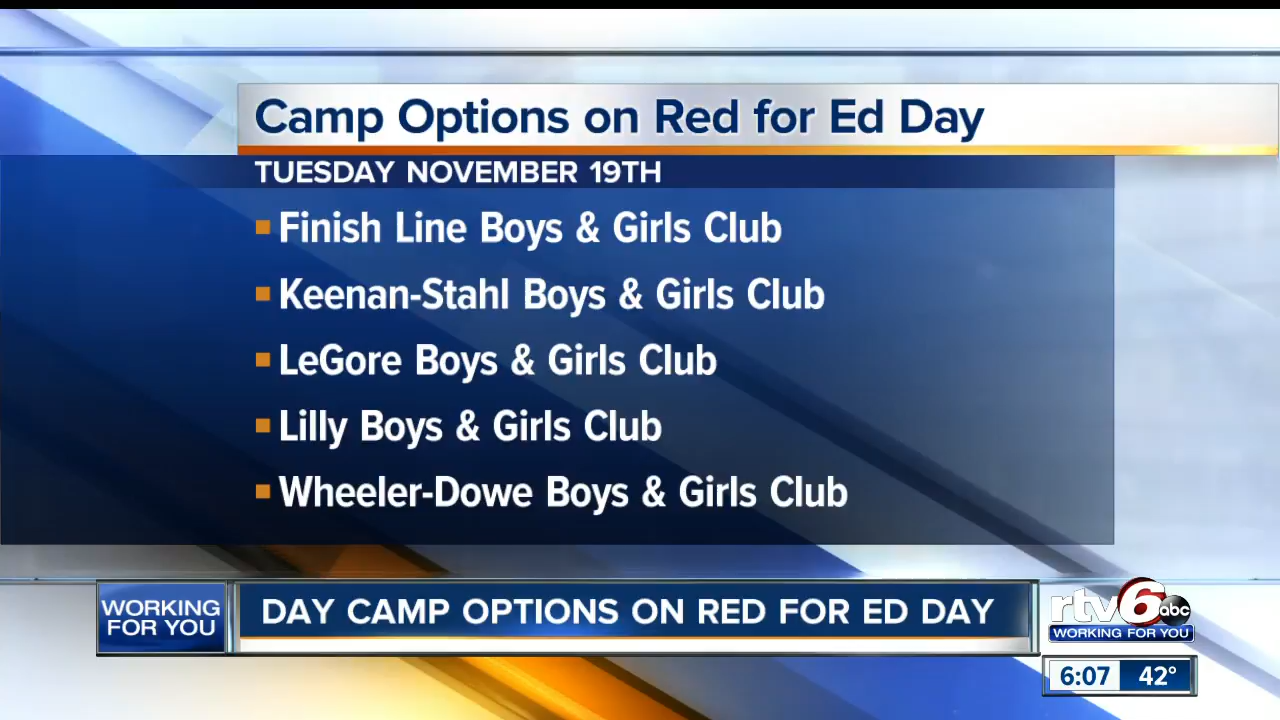 Camp Options on Red for Ed Day
TUESDAY NOVEMBER 19TH
Finish Line Boys & Girls Club
Keenan-Stahl Boys & Girls Club
LeGore Boys & Girls Club
Lilly Boys & Girls Club
Wheeler-Dowe Boys & Girls Club
WORKING
FOR YOU
DAY CAMP OPTIONS ON RED FOR ED DAY
rtv6 abc
WORKING FOR YOU
6:07 42°